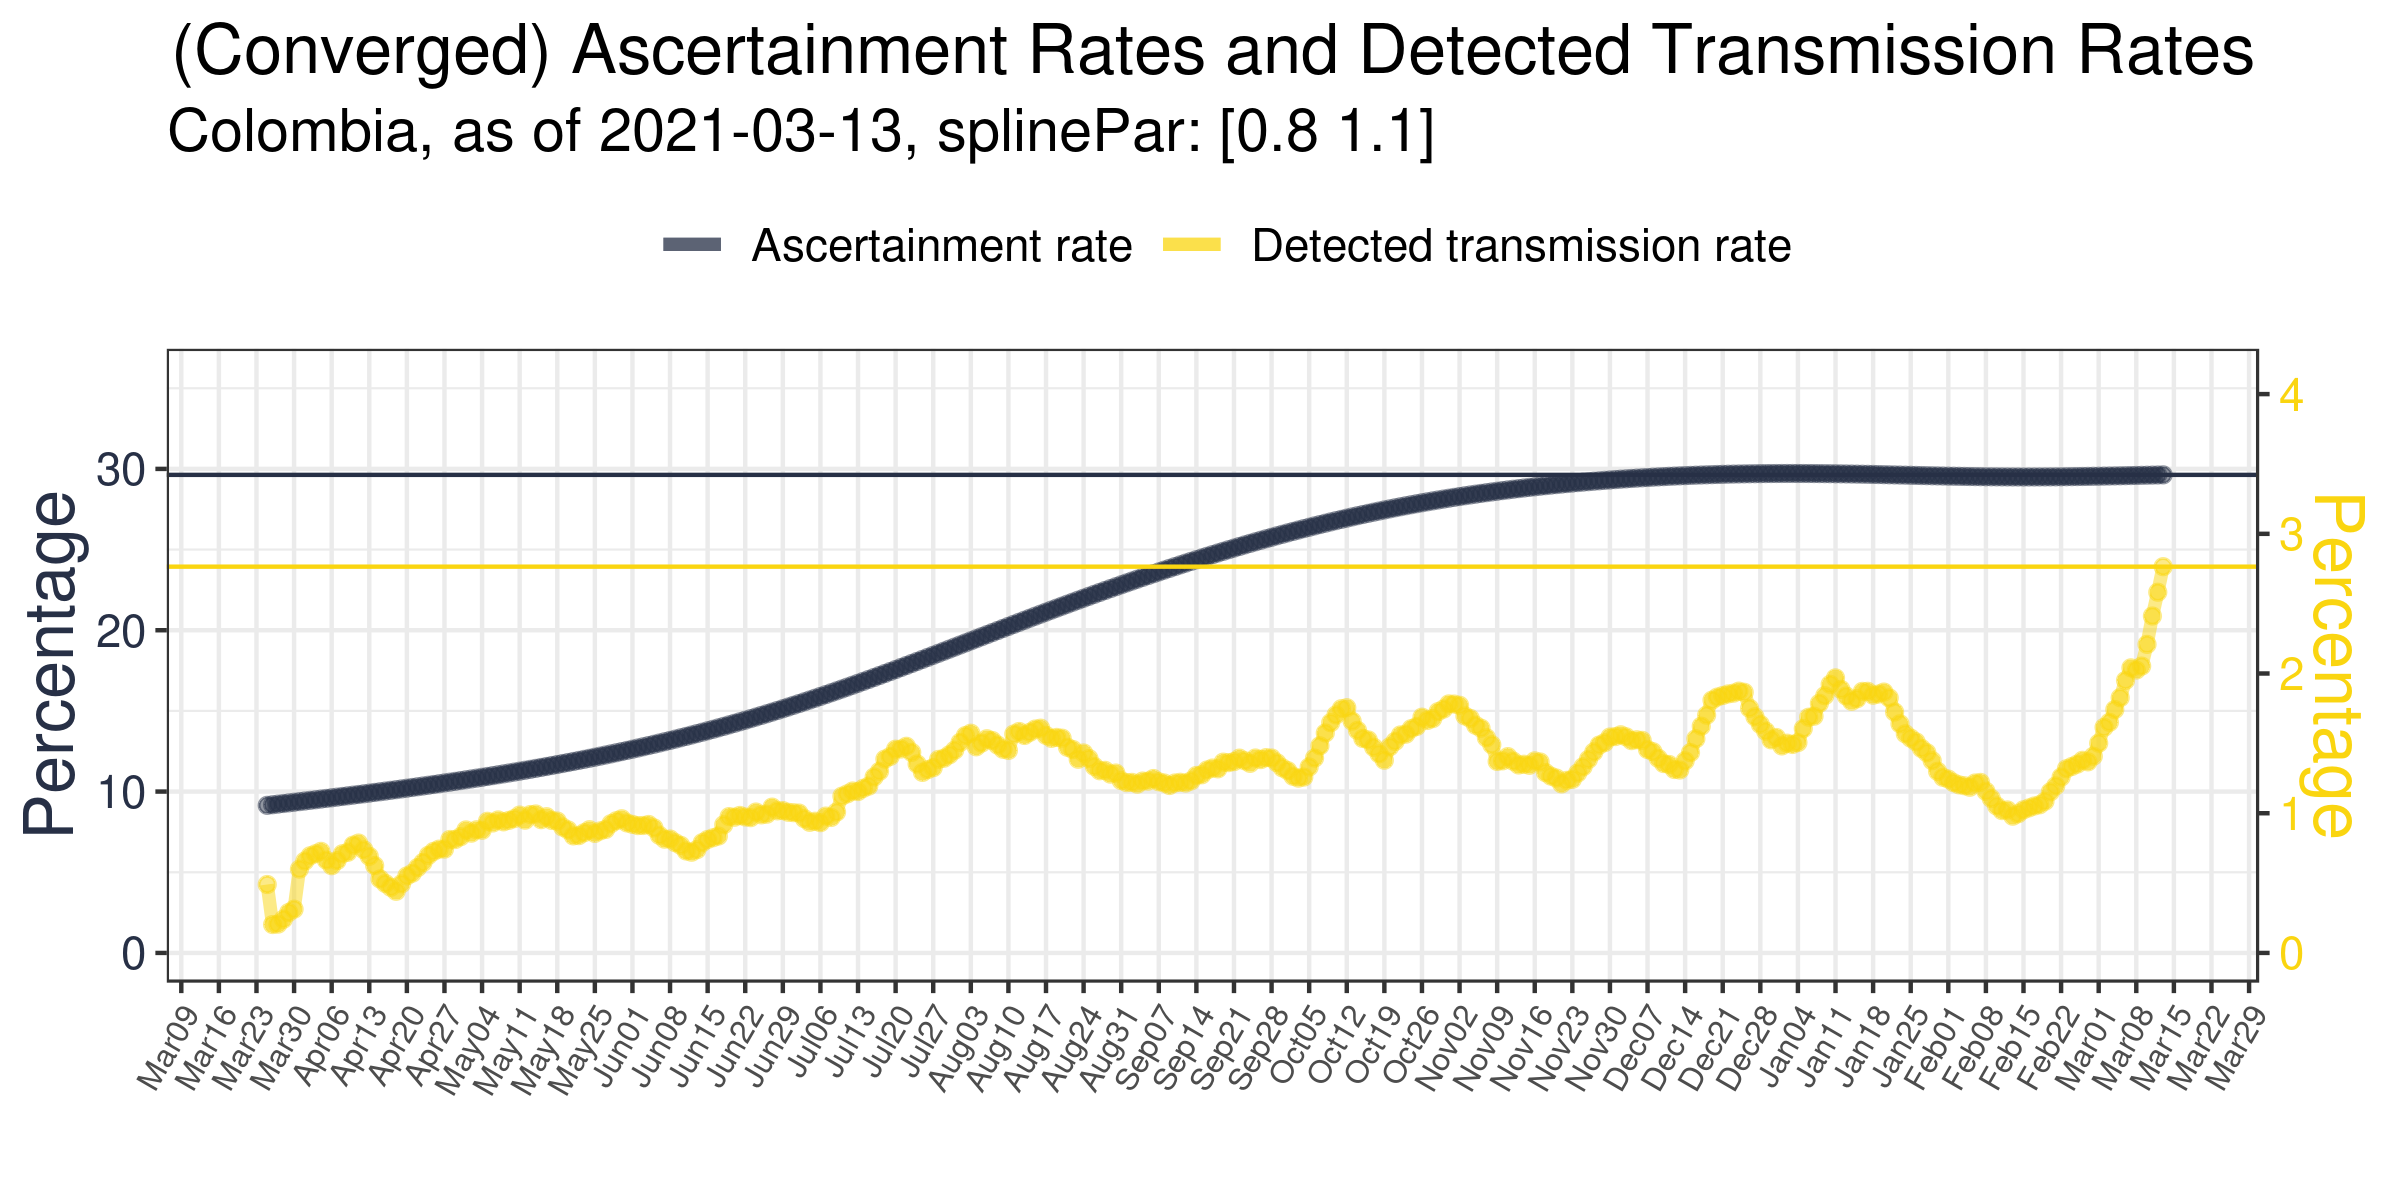 (Converged) Ascertainment Rates and Detected Transmission Rates
Colombia, as of 2021-03-13, splinePar: [0.8 1.1]
Ascertainment rate
Detected transmission rate
Percentage
30
20
10
0
4
3
2
1
0
Percentage
Mar09
Mar16
Mar23
Mar30
Apr06
Apr13
Apr20
Apr27
May04
May11
May18
May25
Jun01
Jun08
Jun15
Jun22
Jun29
Jul06
Jul13
Jul20
Jul27
Aug03
Aug10
Aug17
Aug24
Aug31
Sep07
Sep14
Sep21
Sep28
Oct05
Oct12
Oct19
Oct26
Nov02
Nov09
Nov16
Nov23
Nov30
Dec07
Dec14
Dec21
Dec28
Jan04
Jan11
Jan18
Jan25
Feb01
Feb08
Feb15
Feb22
Mar01
Mar08
Mar15
Mar22
Mar29